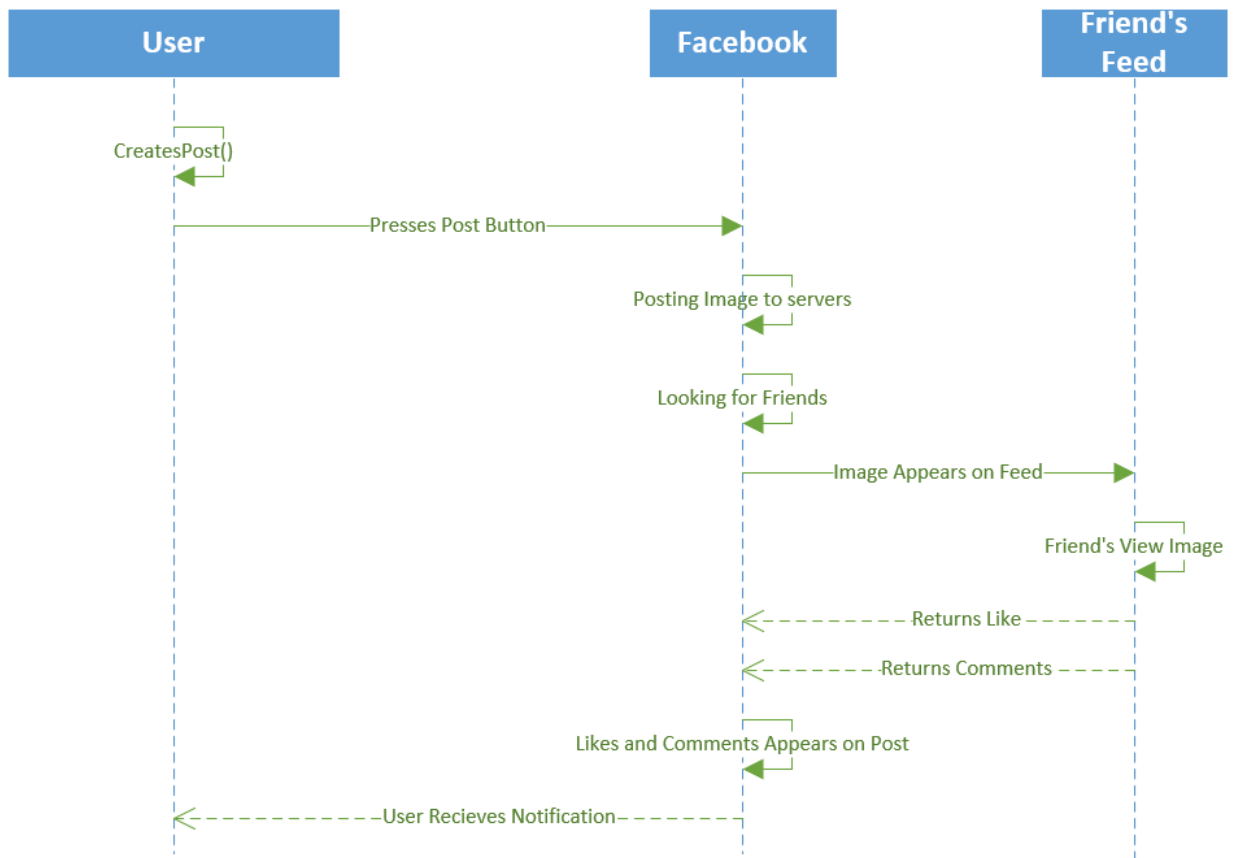 User
Facebook
Friend's
Feed
CreatesPost()
Presses Post Button
Posting Image to servers
Looking for Friends
Image Appears on Feed
Friend's View Image
Returns Like
Returns Comments
Likes and Comments Appears on Post
User Recieves Notification